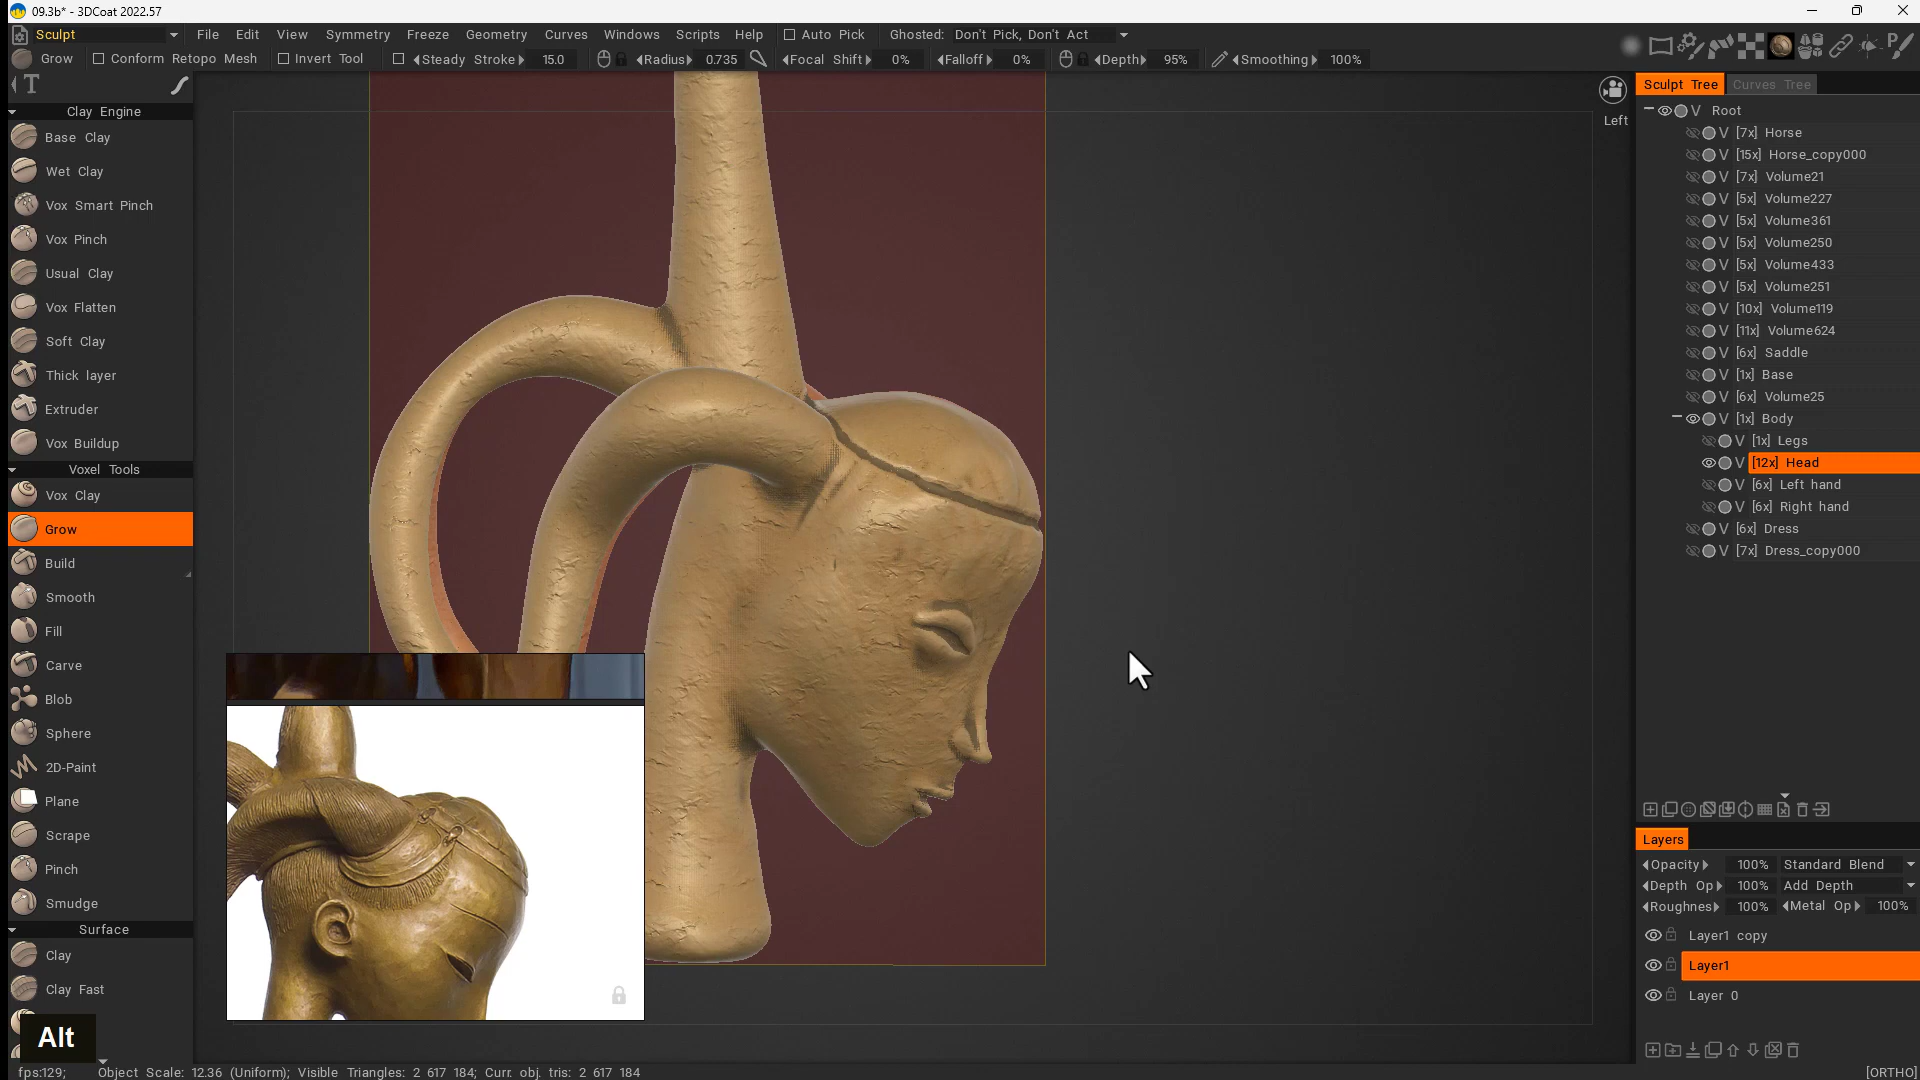 09.3b* - 3DCoat 2022.57
Sculpt File Edit View Symmetry Freeze Geometry Curves Windows Scripts Help Auto Pick Ghosted: Don't Pick, Don't Act
Grow Conform Retopo Mesh Invert Tool Steady Stroke 15.0 Radius 0.735 Focal Shift 0% Falloff 0% Depth 95% Smoothing 100%
T
Clay Engine
Base Clay
Wet Clay
Vox Smart Pinch
Vox Pinch
Usual Clay
Vox Flatten
Soft Clay
Thick layer
Extruder
Vox Buildup
Voxel Tools
Vox Clay
Grow
Build
Smooth
Fill
Carve
Blob
Sphere
2D-Paint
Plane
Scrape
Pinch
Smudge
Surface
Clay
Clay Fast
Alt
Left
Sculpt Tree Curves Tree
V Root
V [7x] Horse
V [15x] Horse_copy000
V [7x] Volume21
V [5x] Volume227
V [5x] Volume361
V [5x] Volume250
V [5x] Volume433
V [5x] Volume251
V [10x] Volume119
V [11x] Volume624
V [6x] Saddle
V [1x] Base
V [6x] Volume25
V [1x] Body
V [1x] Legs
V [12x] Head
V [6x] Left hand
V [6x] Right hand
V [6x] Dress
V [7x] Dress_copy000
Layers
Opacity 100% Standard Blend
Depth Op 100% Add Depth
Roughnes 100% Metal Op 100%
Layer1 copy
Layer1
Layer 0
fps:129; Object Scale: 12.36 (Uniform); Visible Triangles: 2 617 184; Curr. obj. tris: 2 617 184
[ORTHO]